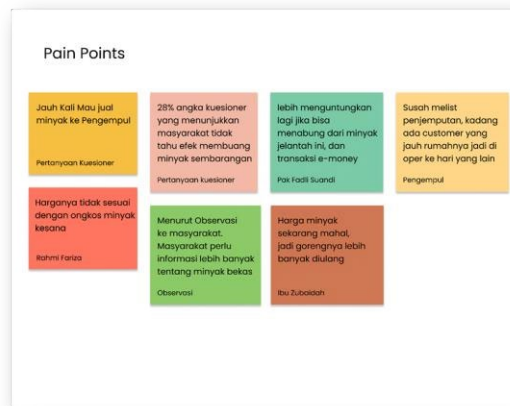 Pain Points
Jauh Kali Mau jual
minyak ke Pengempul
Pertanyaan Kuesioner
28% angka kuesioner
yang menunjukkan
masyarakat tidak
tahu efek membuang
minyak sembarangan
Pertanyaan kuesioner
lebih menguntungkan
lagi jika bisa
menabung dari minyak
jelantah ini, dan
transaksi e-money
Pak Fadli Suandi
Susah melist
penjemputan, kadang
ada customer yang
jauh rumahnya jadi di
oper ke hari yang lain
Pengempul
Harganya tidak sesuai
dengan ongkos minyak
kesana
Rahmi Fariza
Menurut Observasi
ke masyarakat.
Masyarakat perlu
informasi lebih banyak
tentang minyak bekas
Observasi
Harga minyak
sekarang mahal,
jadi gorengnya lebih
banyak diulang
Ibu Zubaidah